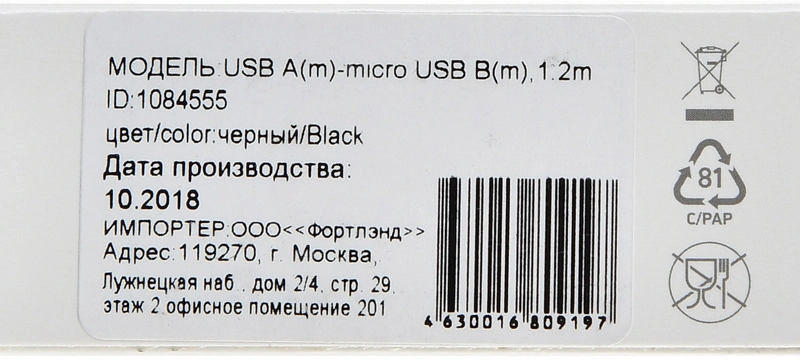 МОДЕЛЬ:USB A(m)-micro USB B(m),1.2m
ID:1084555
цвет/color:черный/Black
Дата производства:
10.2018
ИМПОРТЕР:ООО<<Фортлэнд>>
Адрес:119270, г. Москва,
Лужнецкая наб., дом 2/4, стр. 29,
этаж 2,офисное помещение 201
4 630016 809197
81
C/PAP